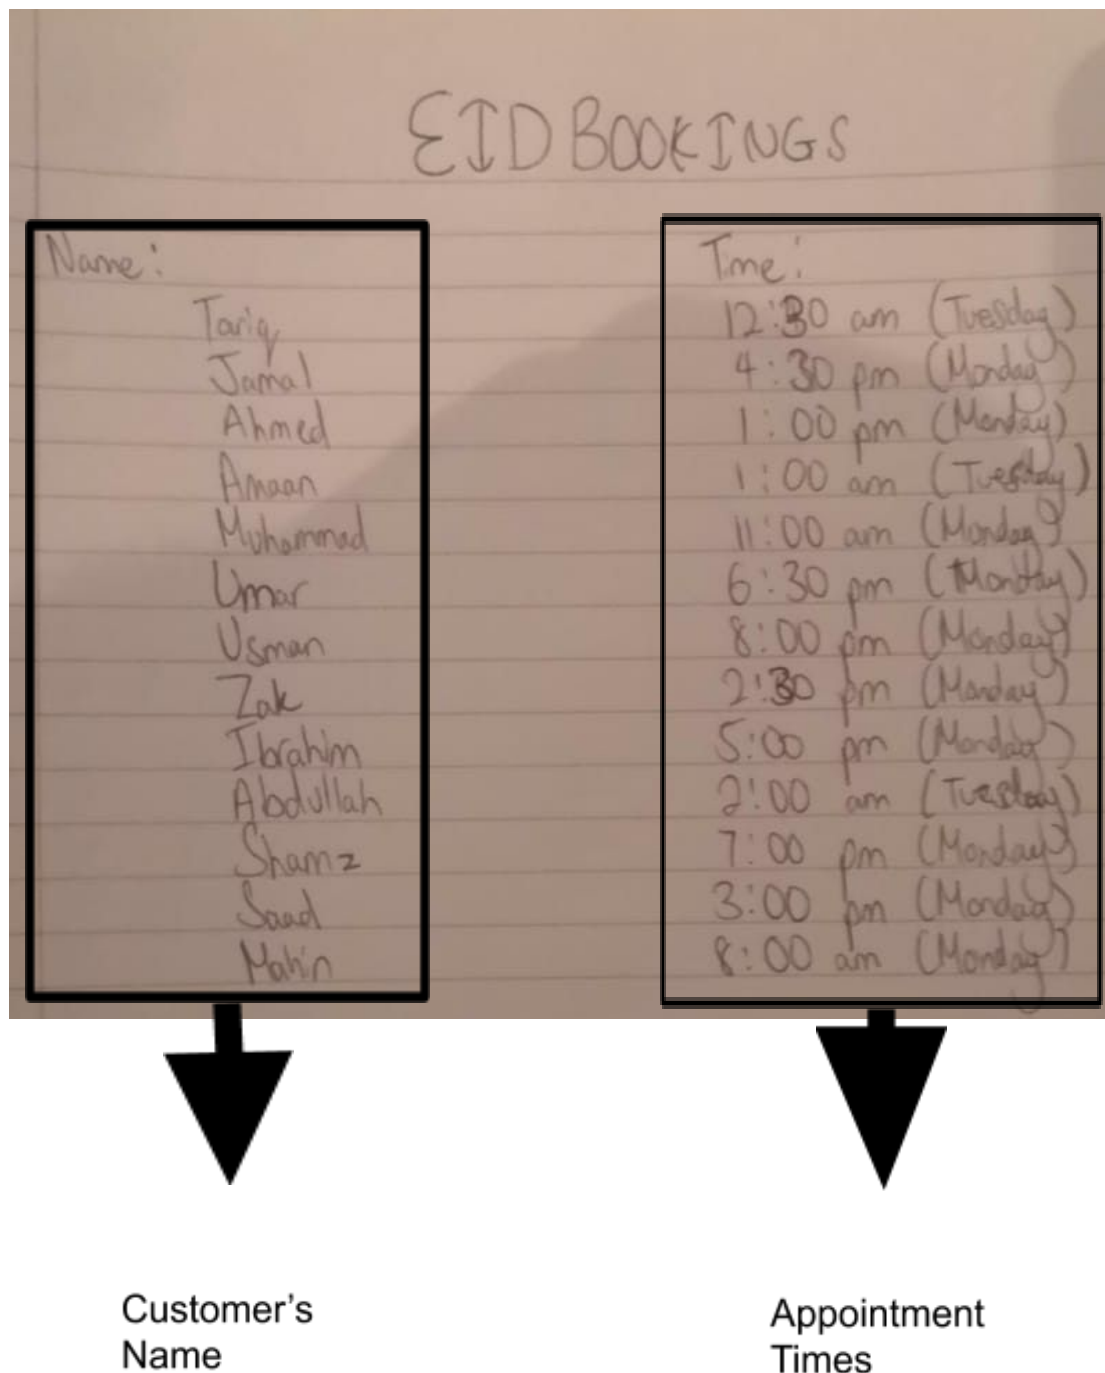 EID BOOKINGS
Name: Time:
Tariq 12:30 am (Tuesday)
Jamal 4:30 pm (Monday)
Ahmed 1:00 pm (Monday)
Amaan 1:00 am (Tuesday)
Muhammad 11:00 am (Monday)
Umar 6:30 pm (Monday)
Usman 8:00 pm (Monday)
Zak 2:30 pm (Monday)
Ibrahim 5:00 pm (Monday)
Abdullah 2:00 am (Tuesday)
Shamz 7:00 pm (Monday)
Saad 3:00 pm (Monday)
Mahin 8:00 am (Monday)
Customer’s Appointment
Name Times